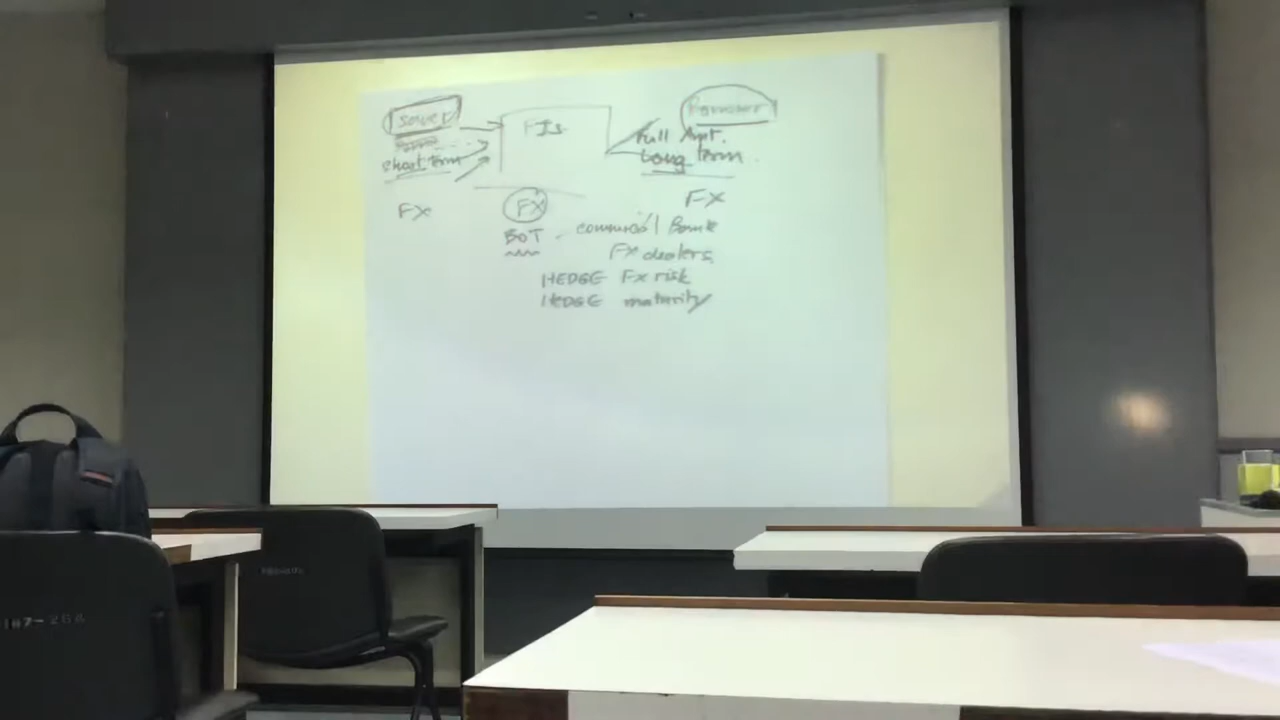 saver
FIs.
Borrower
Short term
Full Amt.
Long Term.
FX
FX
FX
BOT - commercial Bank
FX dealers.
HEDGE FX risk
HEDGE maturity